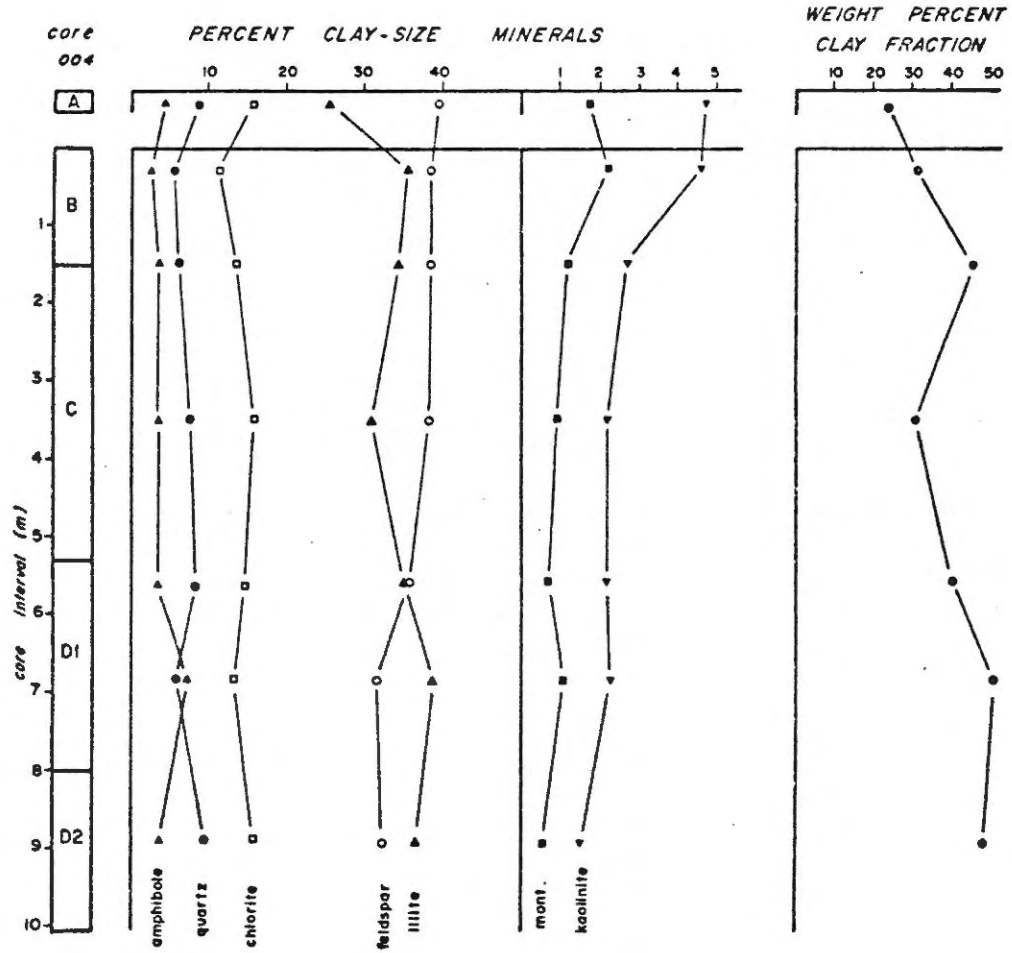 core
004
PERCENT CLAY-SIZE MINERALS
WEIGHT PERCENT
CLAY FRACTION
10 20 30 40
1 2 3 4 5
10 20 30 40 50
A
B
C
D1
D2
1
2
3
4
5
6
7
8
9
10
core interval (m)
amphibole
quartz
chlorite
feldspar
illite
mont.
kaolinite